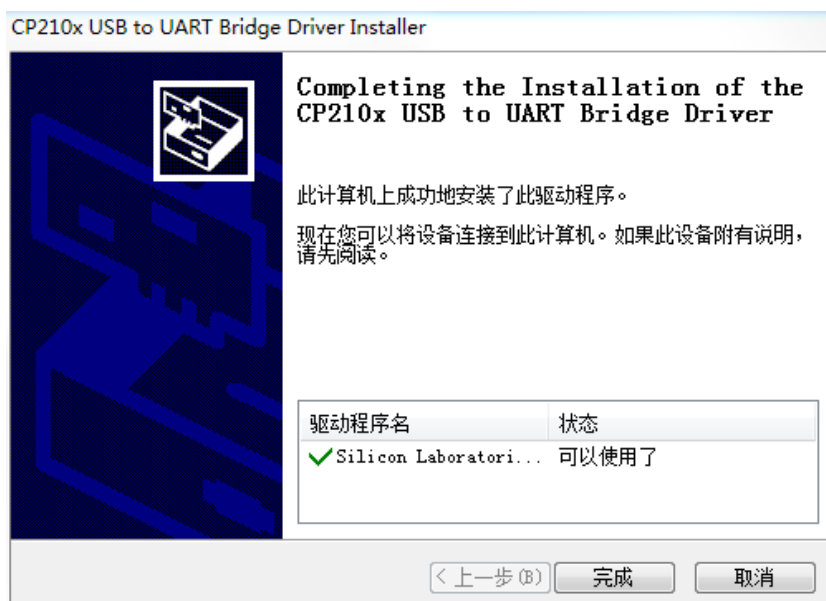 CP210x USB to UART Bridge Driver Installer
Completing the Installation of the
CP210x USB to UART Bridge Driver
此计算机上成功地安装了此驱动程序。
现在您可以将设备连接到此计算机。如果此设备附有说明，
请先阅读。
驱动程序名 状态
Silicon Laboratori... 可以使用了
< 上一步(B) 完成 取消